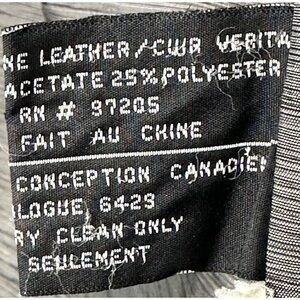 NE LEATHER/CUIR VERITA
ACETATE 25% POLYESTER
RN # 97205
FAIT AU CHINE
CONCEPTION CANADIE
LOGUE 6429
RY CLEAN ONLY
SEULEMENT